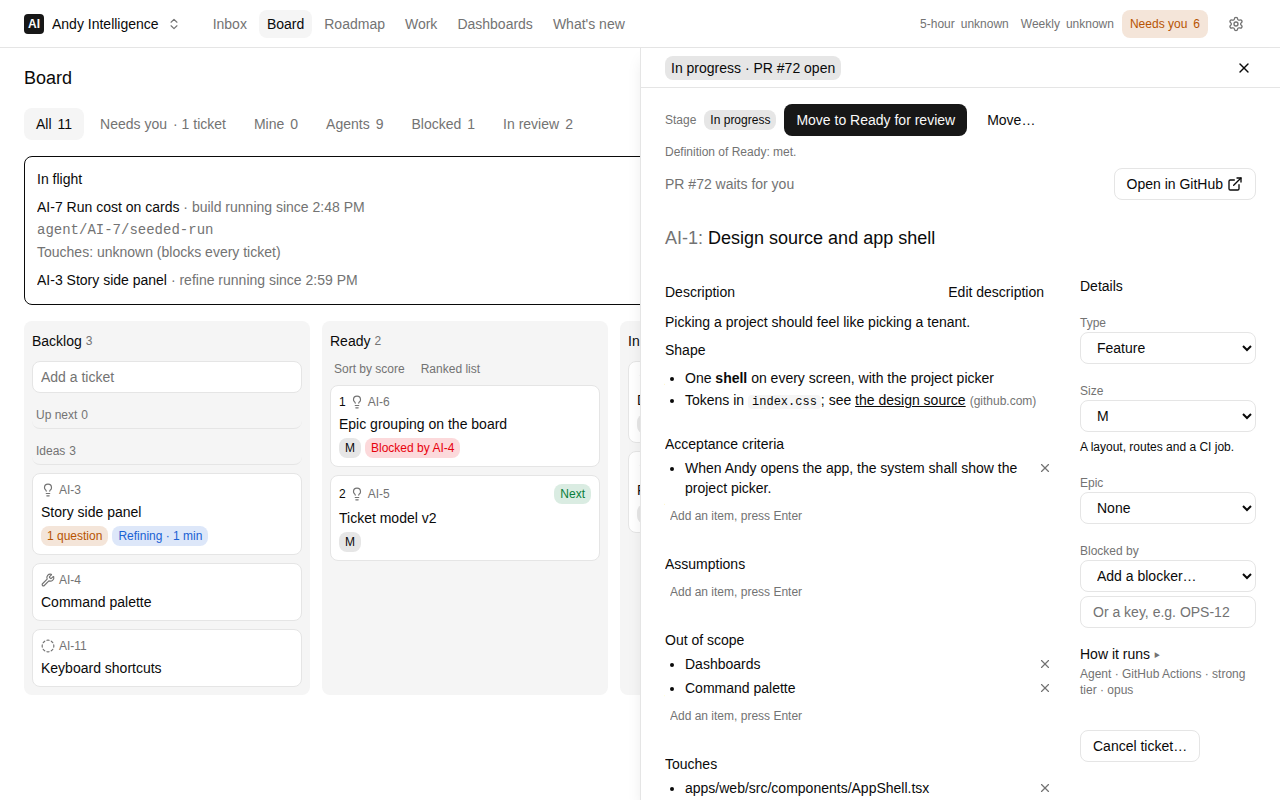 AI Andy Intelligence Inbox Board Roadmap Work Dashboards What's new 5-hour unknown Weekly unknown Needs you 6
Board
All 11 Needs you · 1 ticket Mine 0 Agents 9 Blocked 1 In review 2
In flight
AI-7 Run cost on cards · build running since 2:48 PM
agent/AI-7/seeded-run
Touches: unknown (blocks every ticket)
AI-3 Story side panel · refine running since 2:59 PM
Backlog 3
Add a ticket
Up next 0
Ideas 3
AI-3
Story side panel
1 question Refining · 1 min
AI-4
Command palette
AI-11
Keyboard shortcuts
Ready 2
Sort by score Ranked list
1 AI-6
Epic grouping on the board
M Blocked by AI-4
2 AI-5 Next
Ticket model v2
M
In
In progress · PR #72 open
Stage In progress Move to Ready for review Move…
Definition of Ready: met.
PR #72 waits for you Open in GitHub
AI-1: Design source and app shell
Description Edit description
Picking a project should feel like picking a tenant.
Shape
• One shell on every screen, with the project picker
• Tokens in index.css; see the design source (github.com)
Acceptance criteria
• When Andy opens the app, the system shall show the
project picker.
Add an item, press Enter
Assumptions
Add an item, press Enter
Out of scope
• Dashboards
• Command palette
Add an item, press Enter
Touches
• apps/web/src/components/AppShell.tsx
Details
Type
Feature
Size
M
A layout, routes and a CI job.
Epic
None
Blocked by
Add a blocker…
Or a key, e.g. OPS-12
How it runs ▸
Agent · GitHub Actions · strong
tier · opus
Cancel ticket…